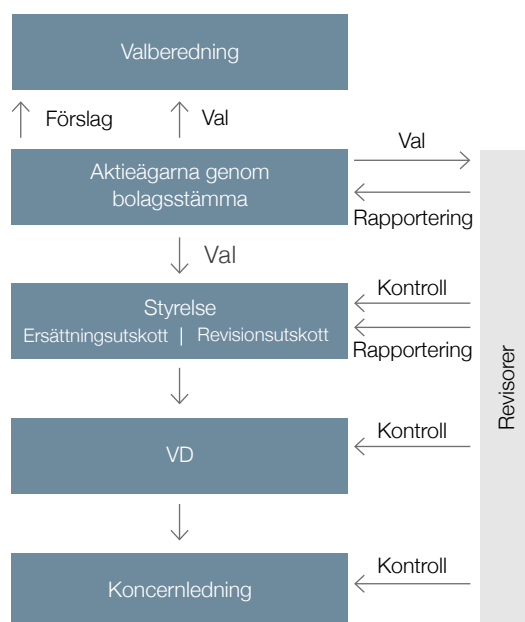 Valberedning
Förslag
Val
Val
Aktieägarna genom
bolagsstämma
Rapportering
Val
Kontroll
Styrelse
Ersättningsutskott | Revisionsutskott
Rapportering
Revisorer
Kontroll
VD
Kontroll
Koncernledning